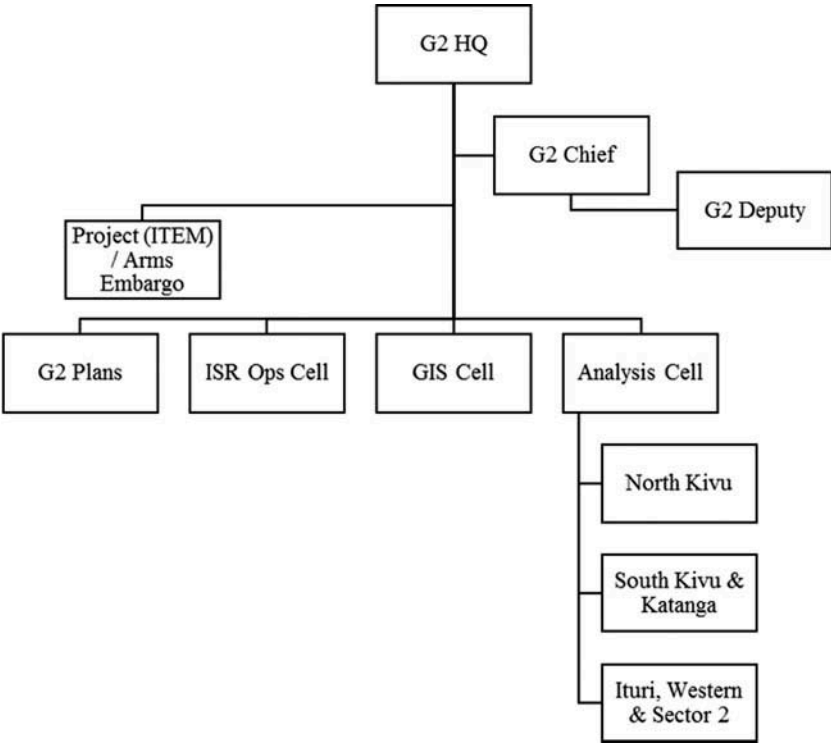 G2 HQ
G2 Chief
G2 Deputy
Project (ITEM)
/ Arms
Embargo
G2 Plans
ISR Ops Cell
GIS Cell
Analysis Cell
North Kivu
South Kivu &
Katanga
Ituri, Western
& Sector 2